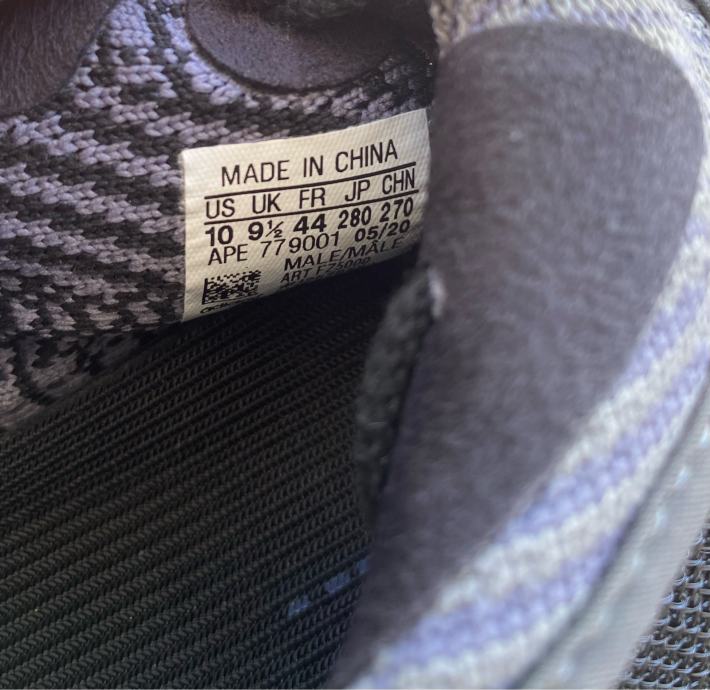 MADE IN CHINA
US UK FR JP CHN
10 9½ 44 280 270
APE 779001 05/20
MALE/MÂLE
ART